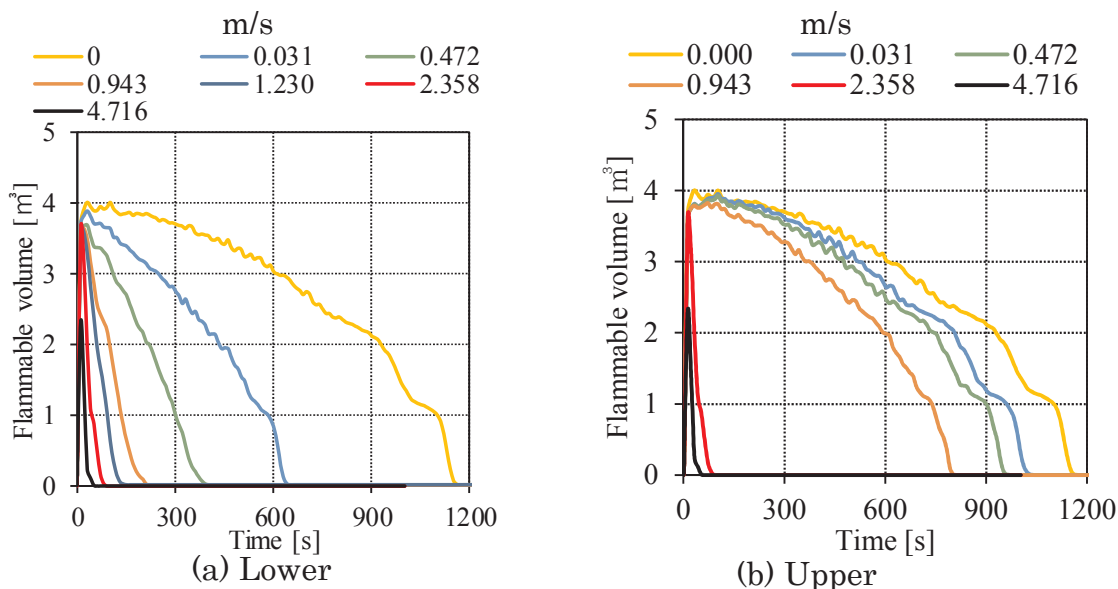 m/s
0 0.031 0.472
0.943 1.230 2.358
4.716
5
4
3
2
1
0
Flammable volume [m³]
0 300 600 900 1200
Time [s]
(a) Lower
m/s
0.000 0.031 0.472
0.943 2.358 4.716
5
4
3
2
1
0
Flammable volume [m³]
0 300 600 900 1200
Time [s]
(b) Upper